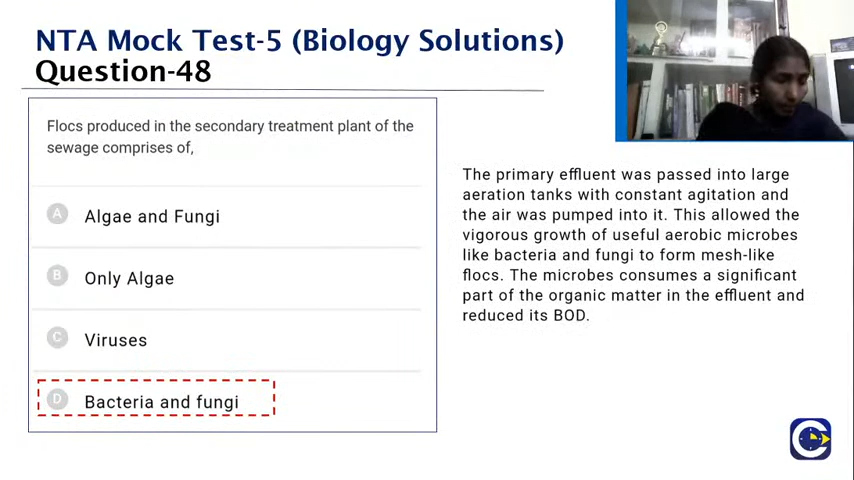 NTA Mock Test-5 (Biology Solutions)
Question-48
Flocs produced in the secondary treatment plant of the
sewage comprises of,
A Algae and Fungi
B Only Algae
C Viruses
D Bacteria and fungi
The primary effluent was passed into large
aeration tanks with constant agitation and
the air was pumped into it. This allowed the
vigorous growth of useful aerobic microbes
like bacteria and fungi to form mesh-like
flocs. The microbes consumes a significant
part of the organic matter in the effluent and
reduced its BOD.